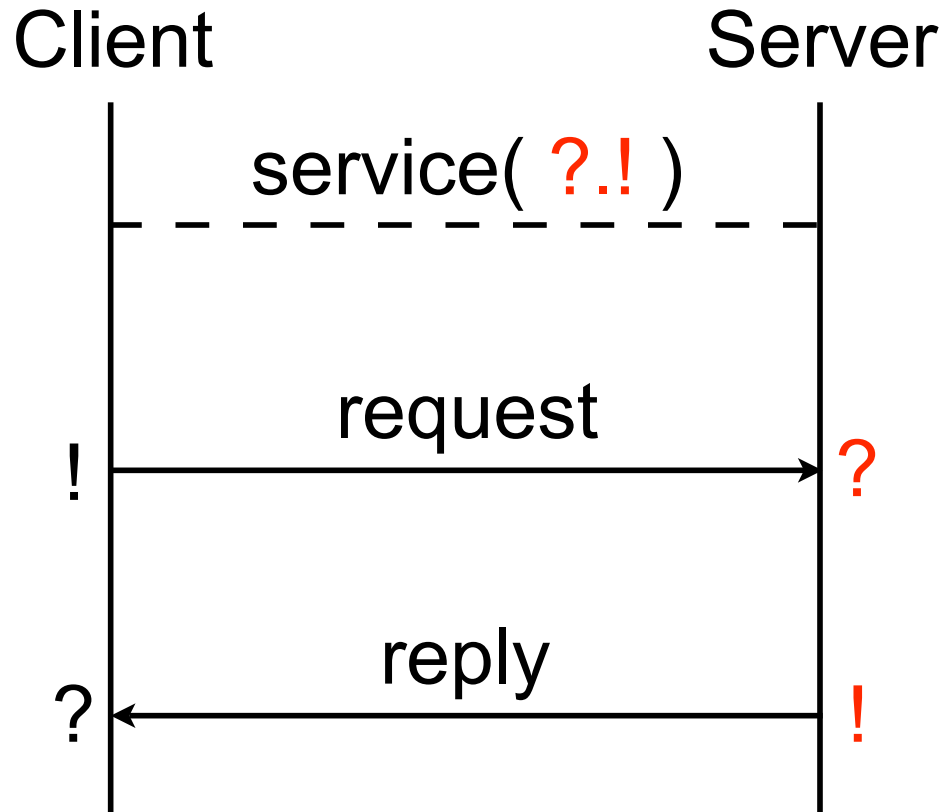 Client Server
service( ?.! )
request
! ?
reply
? !